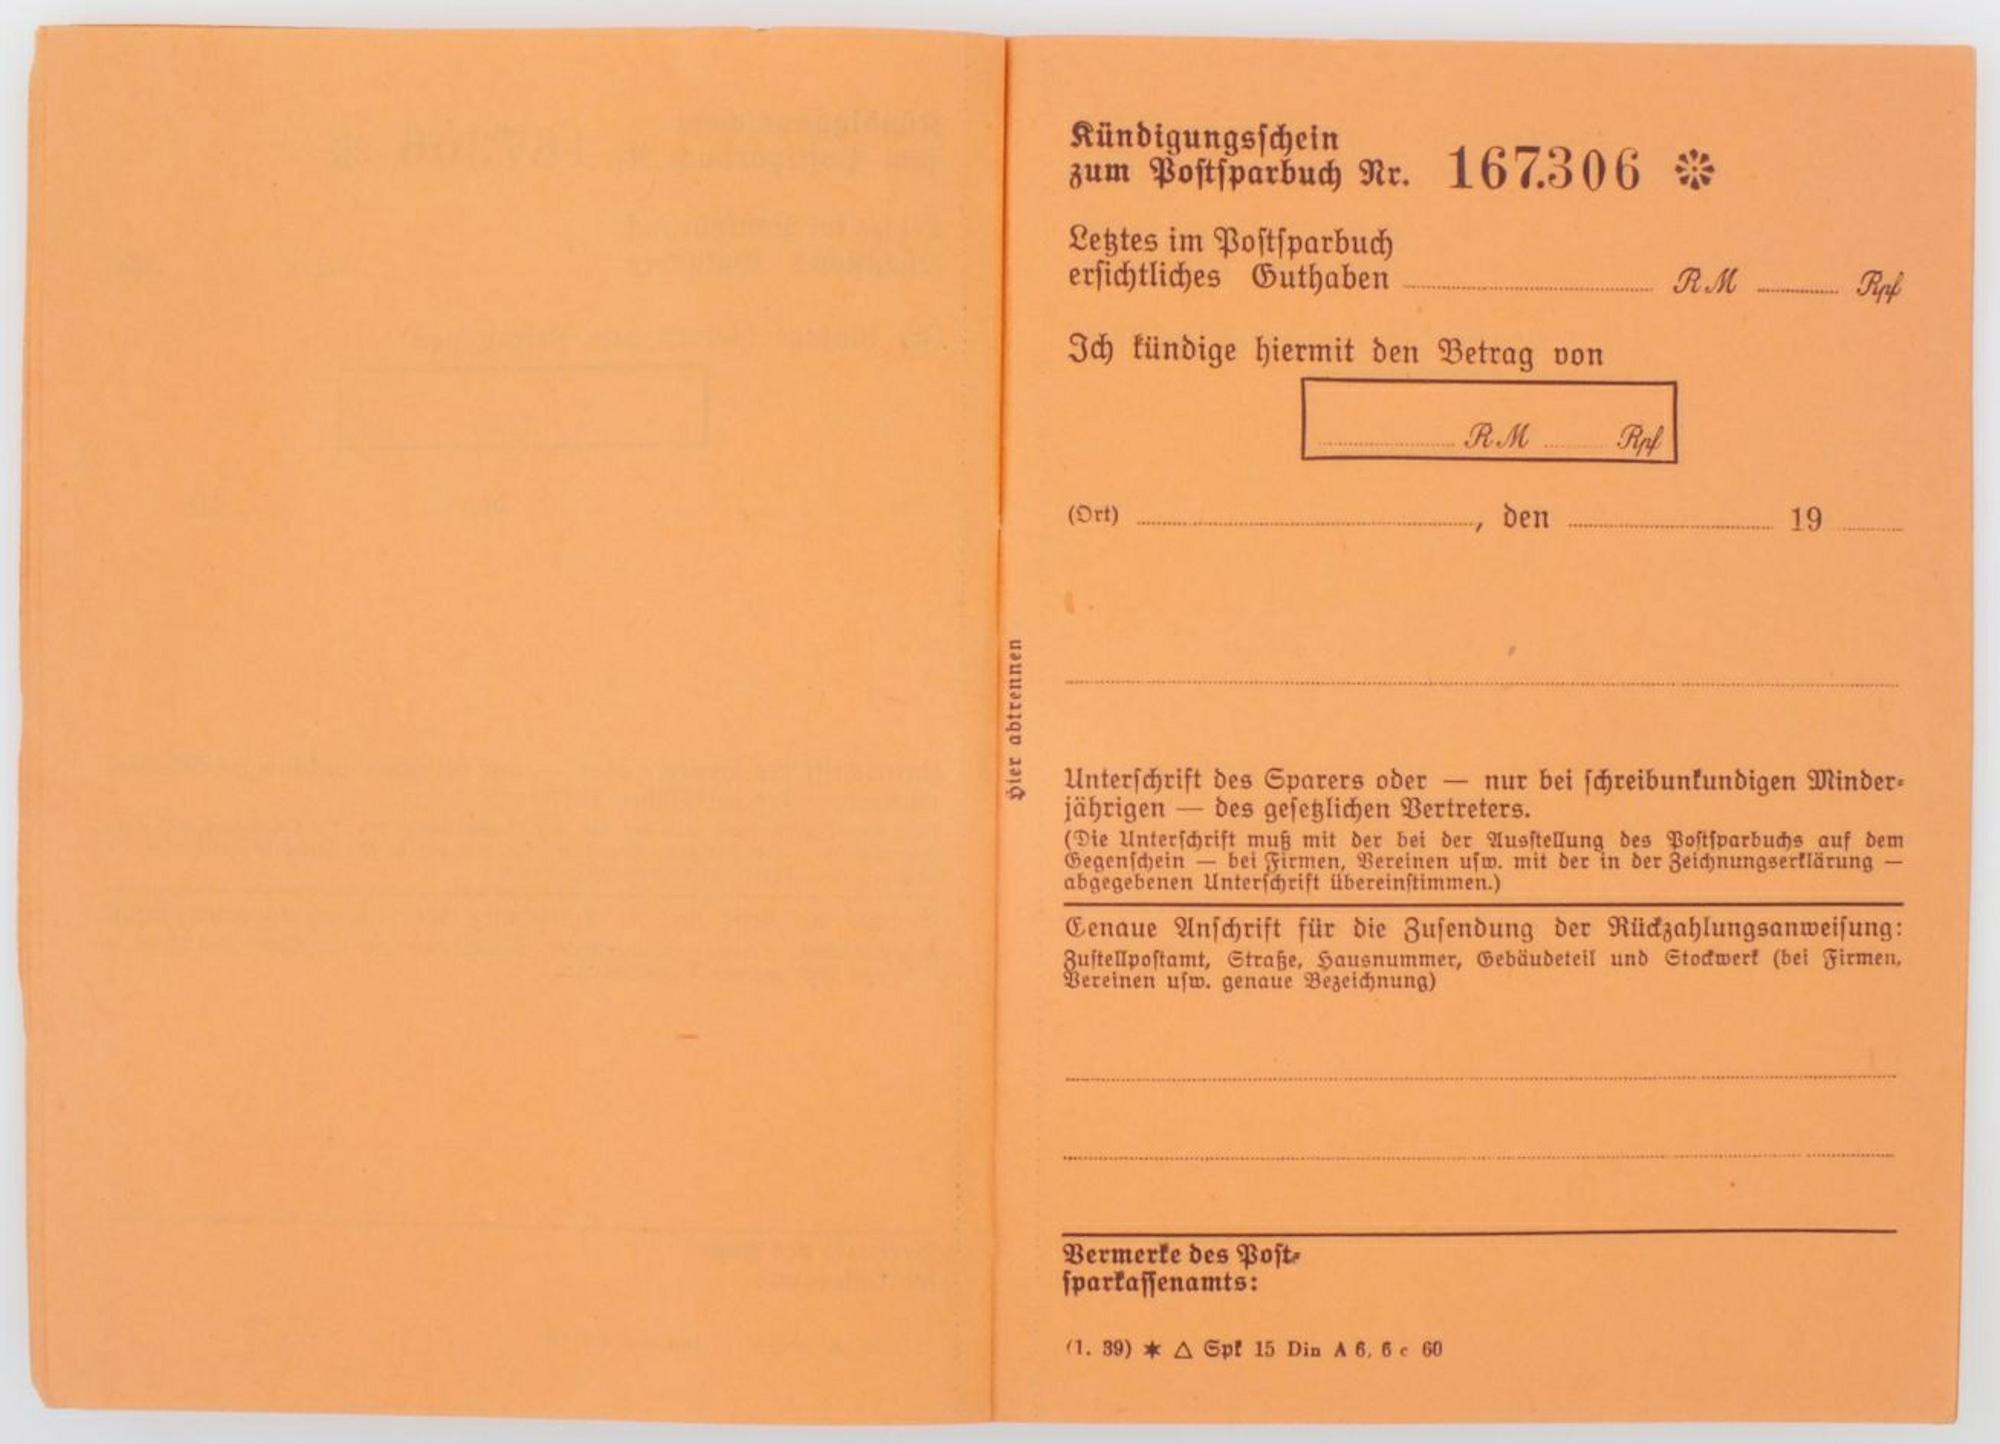 Kündigungsschein
zum Postsparbuch Nr. 167.306 ✼
Letztes im Postsparbuch
ersichtliches Guthaben ........ RM ........ Rpf
Ich kündige hiermit den Betrag von
........ RM ........ Rpf
(Ort) ........, den ........ 19 ....
Hier abtrennen
Unterschrift des Sparers oder — nur bei schreibunkundigen Minder-
jährigen — des gesetzlichen Vertreters.
(Die Unterschrift muß mit der bei der Ausstellung des Postsparbuchs auf dem
Gegenschein — bei Firmen, Vereinen usw. mit der in der Zeichnungserklärung —
abgegebenen Unterschrift übereinstimmen.)
Genaue Anschrift für die Zusendung der Rückzahlungsanweisung:
Zustellpostamt, Straße, Hausnummer, Gebäudeteil und Stockwerk (bei Firmen,
Vereinen usw. genaue Bezeichnung)
Vermerke des Post-
sparkassenamts:
(1. 39) ★ △ Spk 15 Din A 6, 6 c 60